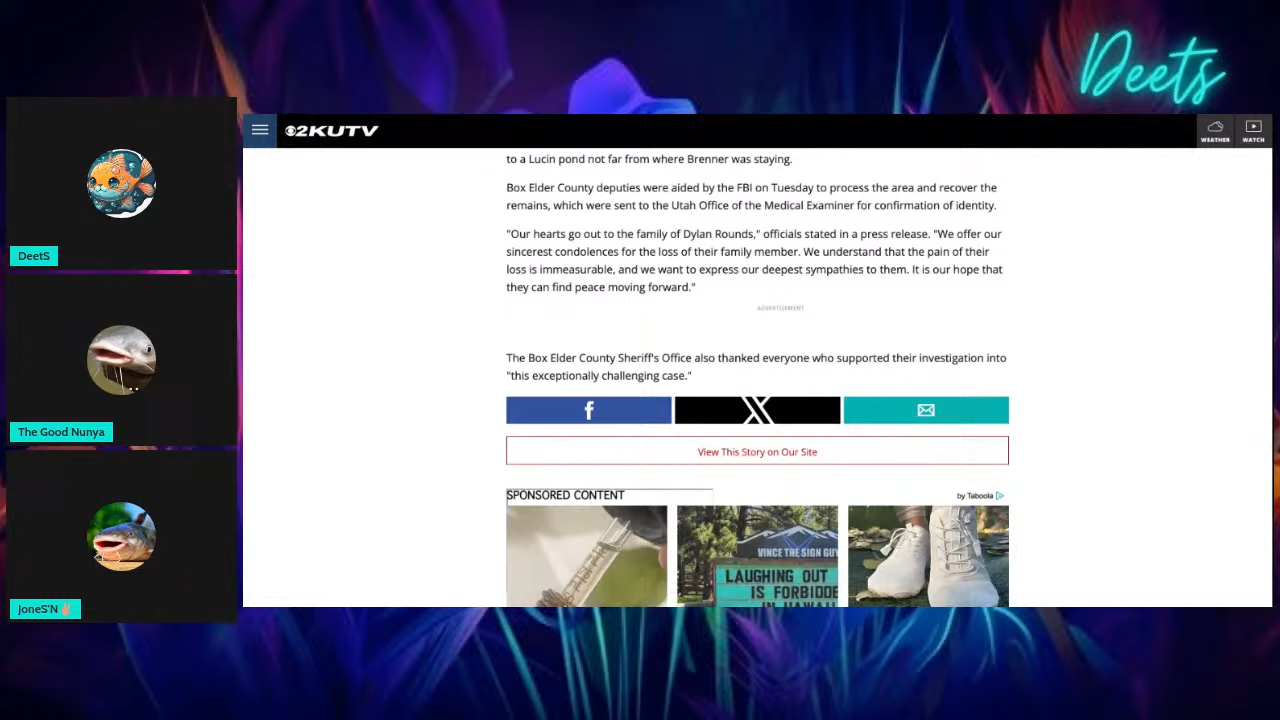 Deets
2KUTV
WEATHER
WATCH
to a Lucin pond not far from where Brenner was staying.
Box Elder County deputies were aided by the FBI on Tuesday to process the area and recover the
remains, which were sent to the Utah Office of the Medical Examiner for confirmation of identity.
"Our hearts go out to the family of Dylan Rounds," officials stated in a press release. "We offer our
sincerest condolences for the loss of their family member. We understand that the pain of their
loss is immeasurable, and we want to express our deepest sympathies to them. It is our hope that
they can find peace moving forward."
ADVERTISEMENT
The Box Elder County Sheriff's Office also thanked everyone who supported their investigation into
"this exceptionally challenging case."
View This Story on Our Site
SPONSORED CONTENT
by Taboola
VINCE THE SIGN GUY
LAUGHING OUT
IS FORBIDDE
IN HAWAII
DeetS
The Good Nunya
JoneS'N✌🏼